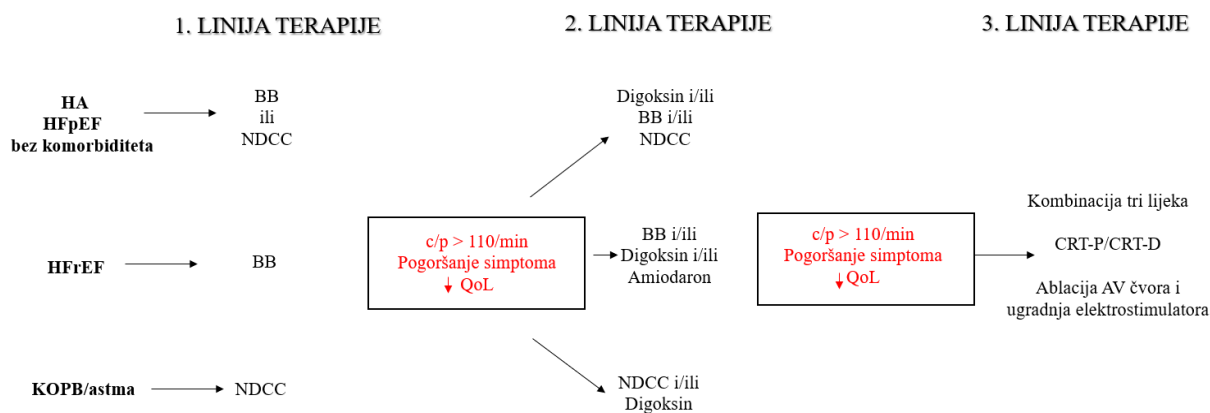 1. LINIJA TERAPIJE
2. LINIJA TERAPIJE
3. LINIJA TERAPIJE
HA
HFpEF
bez komorbiditeta
BB
ili
NDCC
Digoksin i/ili
BB i/ili
NDCC
HFrEF
BB
c/p > 110/min
Pogoršanje simptoma
↓ QoL
BB i/ili
Digoksin i/ili
Amiodaron
c/p > 110/min
Pogoršanje simptoma
↓ QoL
Kombinacija tri lijeka
CRT-P/CRT-D
Ablacija AV čvora i
ugradnja elektrostimulatora
KOPB/astma
NDCC
NDCC i/ili
Digoksin